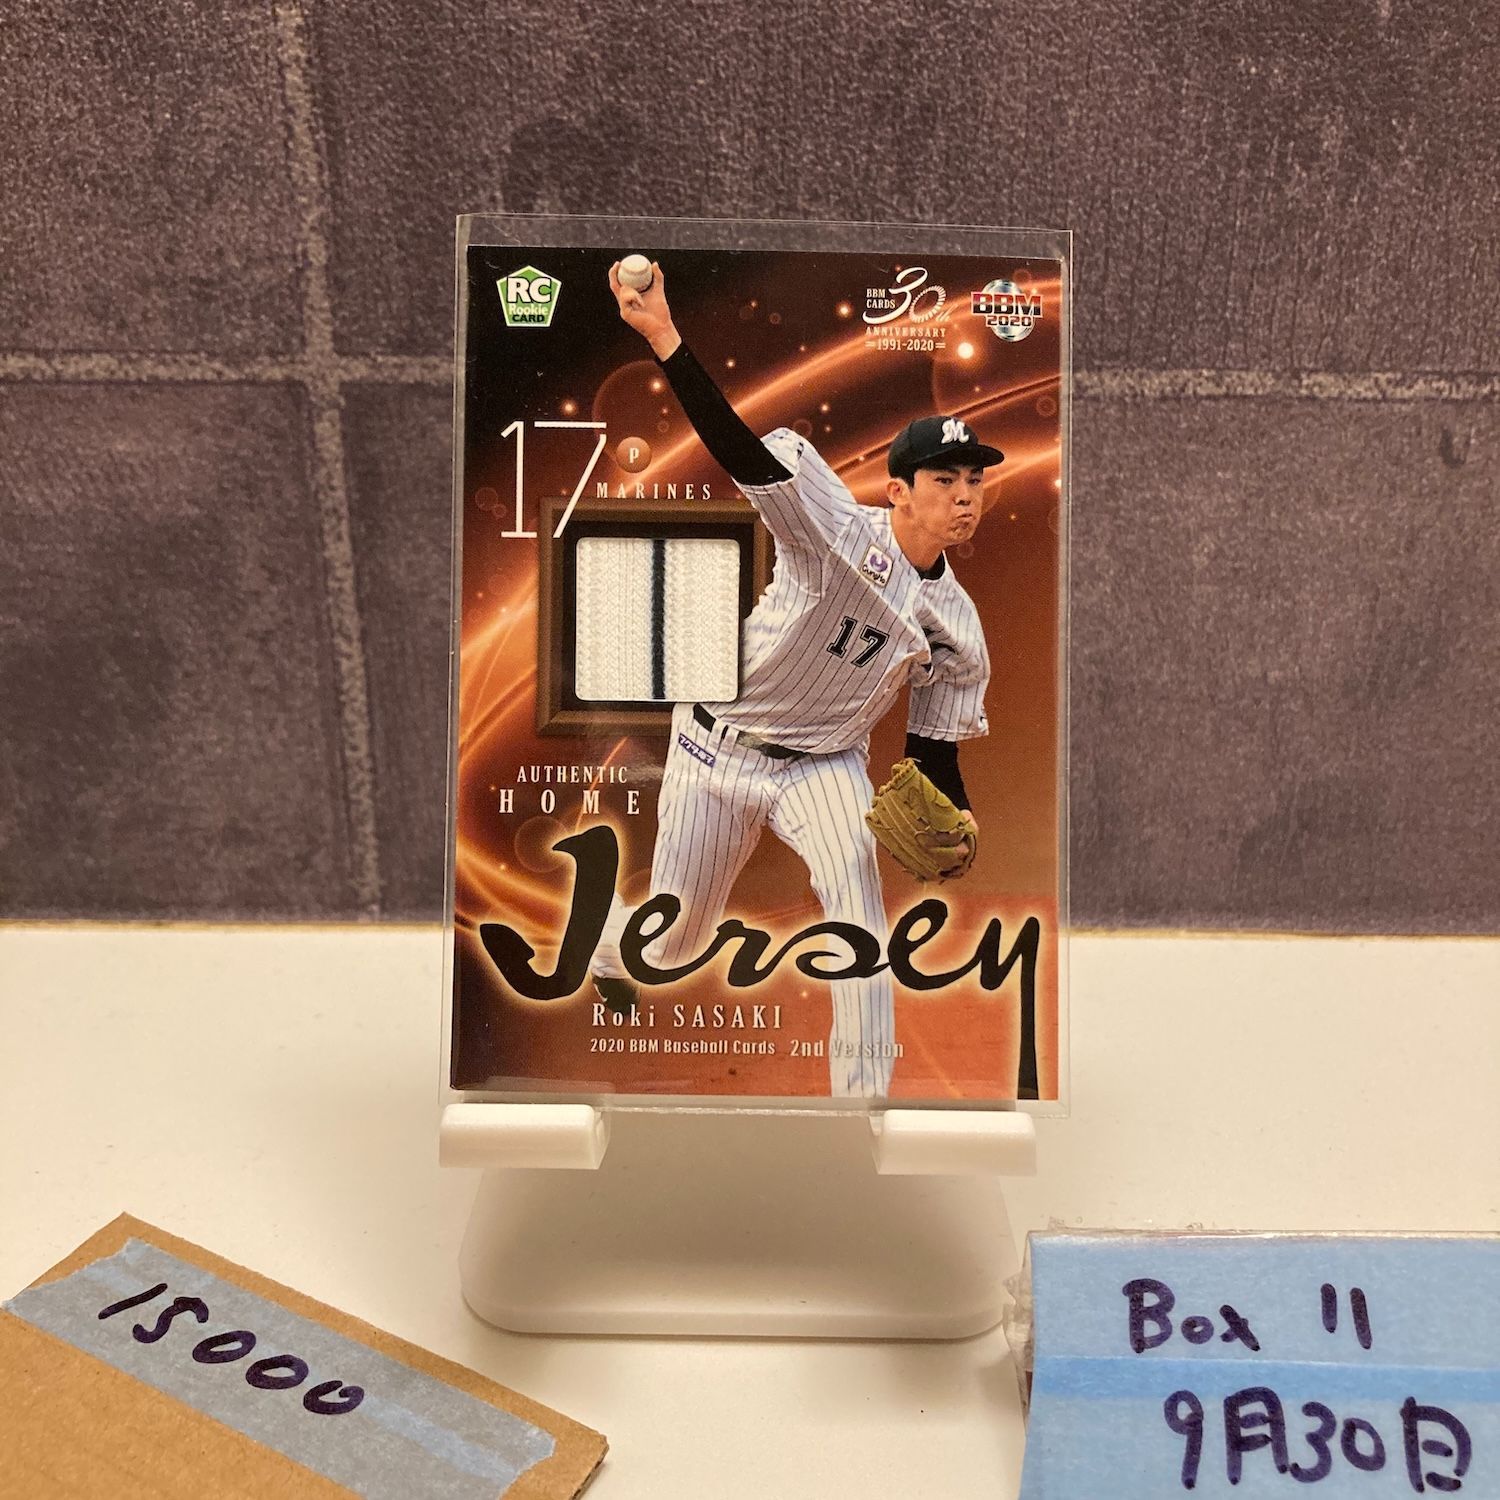 RC
Rookie
CARD
BBM
CARDS
30th
ANNIVERSARY
1991-2020
BBM
2020
17
P
MARINES
M
GungHo
17
AUTHENTIC
HOME
Jersey
Roki SASAKI
2020 BBM Baseball Cards 2nd Version
15000
Box 11
9月30日